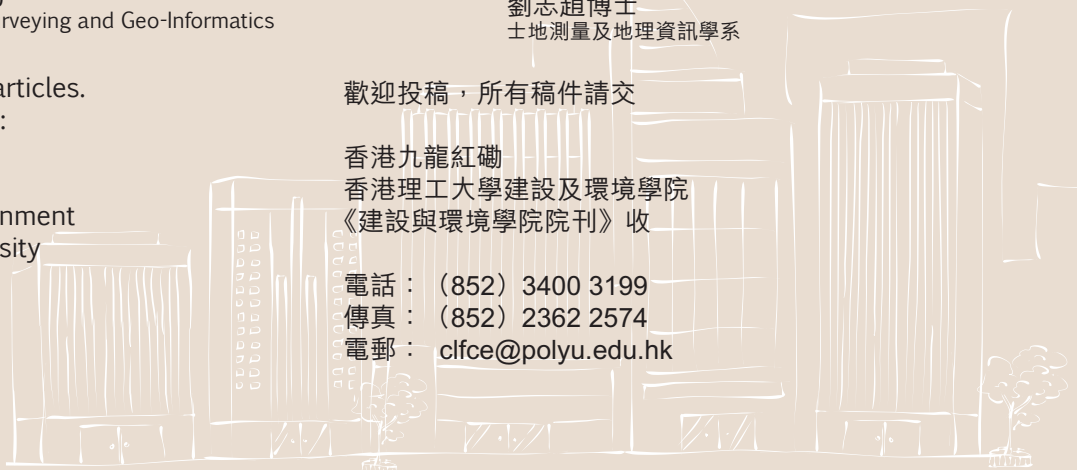 rveying and Geo-Informatics
articles.
:
nment
sity
劉志趙博士
士地測量及地理資訊學系
歡迎投稿，所有稿件請交
香港九龍紅磡
香港理工大學建設及環境學院
《建設與環境學院院刊》收
電話：（852）3400 3199
傳真：（852）2362 2574
電郵： clfce@polyu.edu.hk